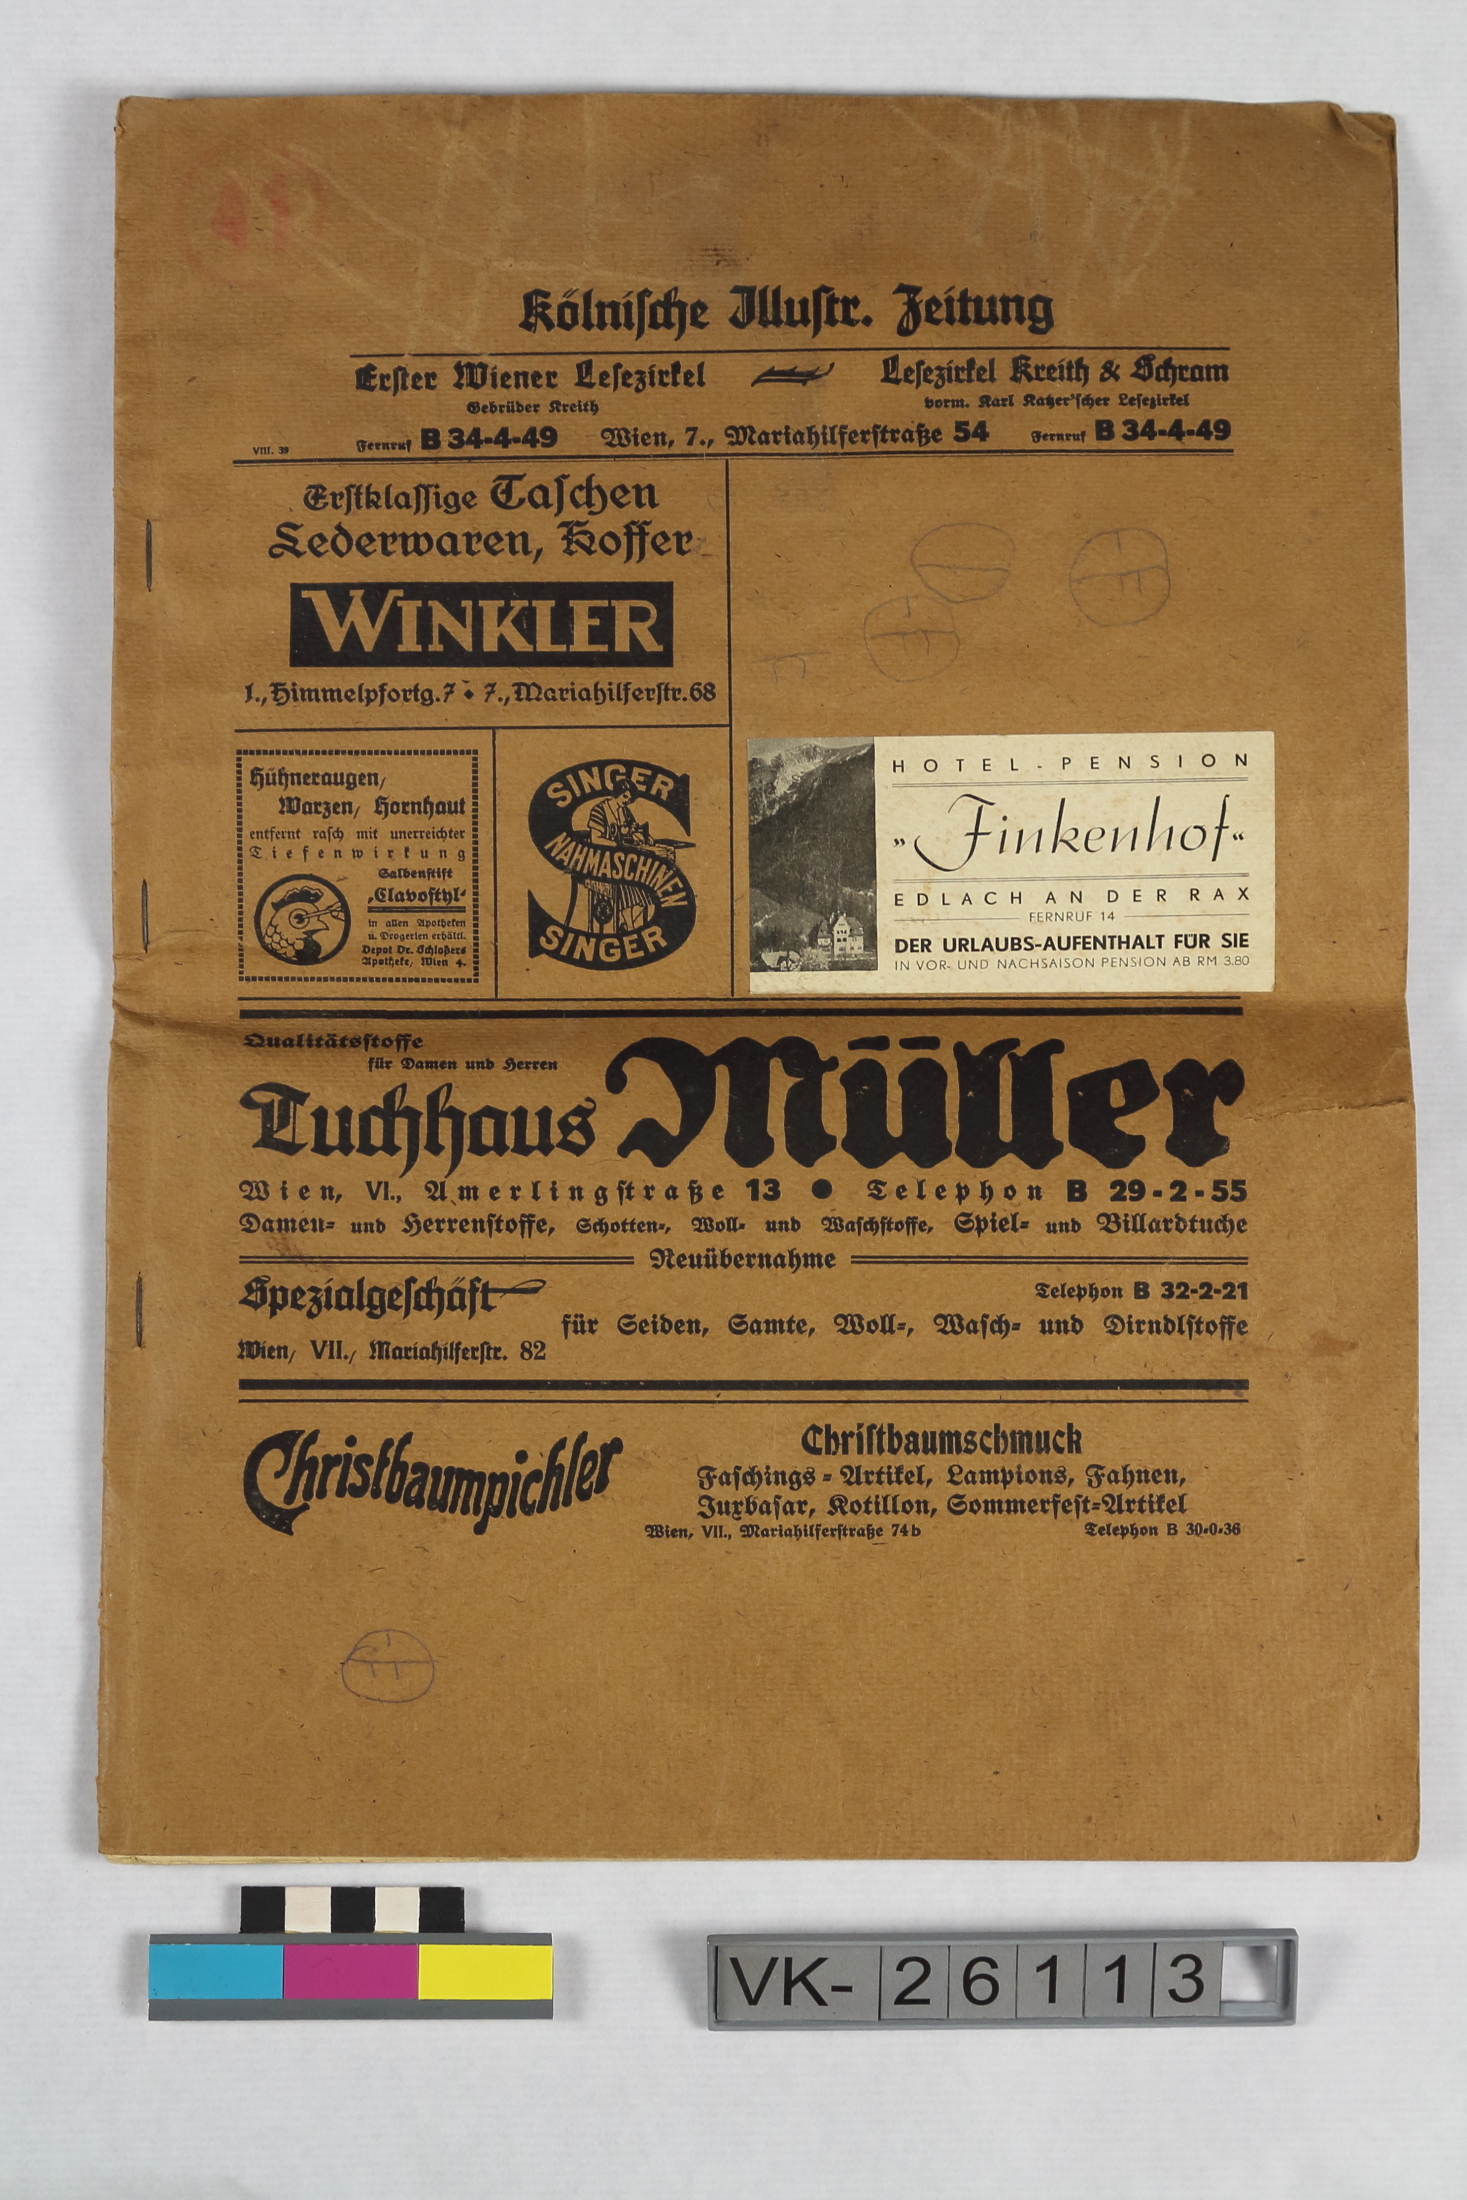 14
Kölnische Illustr. Zeitung
Erster Wiener Lesezirkel
Gebrüder Kreith
Lesezirkel Kreith & Schram
vorm. Karl Katzer'scher Lesezirkel
VIII. 39
Fernruf B 34-4-49 Wien, 7., Mariahilferstraße 54 Fernruf B 34-4-49
Erstklassige Taschen
Lederwaren, Koffer
WINKLER
1., Himmelpfortg. 7 • 7., Mariahilferstr. 68
Hühneraugen,
Warzen, Hornhaut
entfernt rasch mit unerreichter
Tiefenwirkung
Salbenstift
„Clavostyl"
in allen Apotheken
u. Drogerien erhältl.
Depot Dr. Schloßers
Apotheke, Wien 4.
SINGER
NÄHMASCHINEN
SINGER
HOTEL-PENSION
„Finkenhof"
EDLACH AN DER RAX
FERNRUF 14
DER URLAUBS-AUFENTHALT FÜR SIE
IN VOR- UND NACHSAISON PENSION AB RM 3.80
Qualitätsstoffe
für Damen und Herren
Tuchhaus Müller
Wien, VI., Amerlingstraße 13 ● Telephon B 29-2-55
Damen- und Herrenstoffe, Schotten-, Woll- und Waschstoffe, Spiel- und Billardtuche
Neuübernahme
Spezialgeschäft
Telephon B 32-2-21
für Seiden, Samte, Woll-, Wasch- und Dirndlstoffe
Wien, VII., Mariahilferstr. 82
Christbaumpichler
Christbaumschmuck
Faschings-Artikel, Lampions, Fahnen,
Juxbasar, Kotillon, Sommerfest-Artikel
Wien, VII., Mariahilferstraße 74b Telephon B 30-0-36
VK-26113